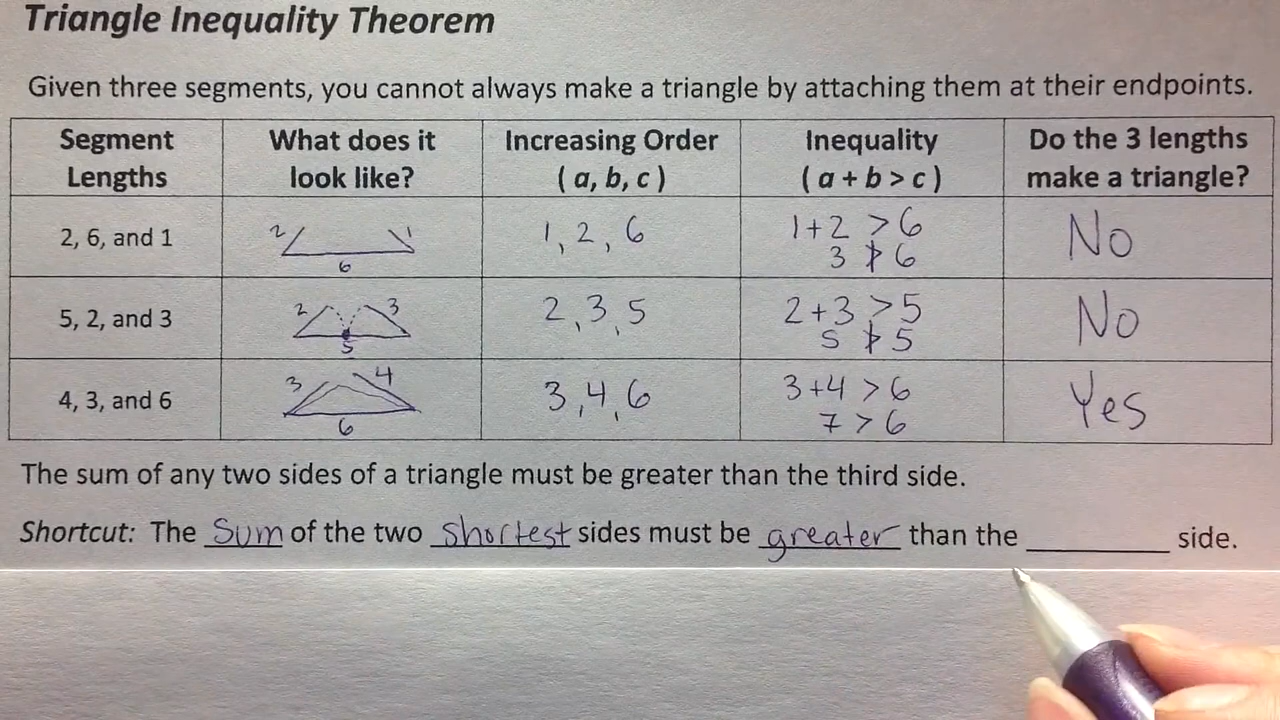 Triangle Inequality Theorem
Given three segments, you cannot always make a triangle by attaching them at their endpoints.
Segment Lengths
What does it look like?
Increasing Order ( a, b, c )
Inequality ( a + b > c )
Do the 3 lengths make a triangle?
2, 6, and 1
2 1
6
1, 2, 6
1+2 > 6
3 ≯ 6
No
5, 2, and 3
2 3
5
2, 3, 5
2+3 > 5
5 ≯ 5
No
4, 3, and 6
3 4
6
3, 4, 6
3+4 > 6
7 > 6
Yes
The sum of any two sides of a triangle must be greater than the third side.
Shortcut: The Sum of the two shortest sides must be greater than the ________ side.